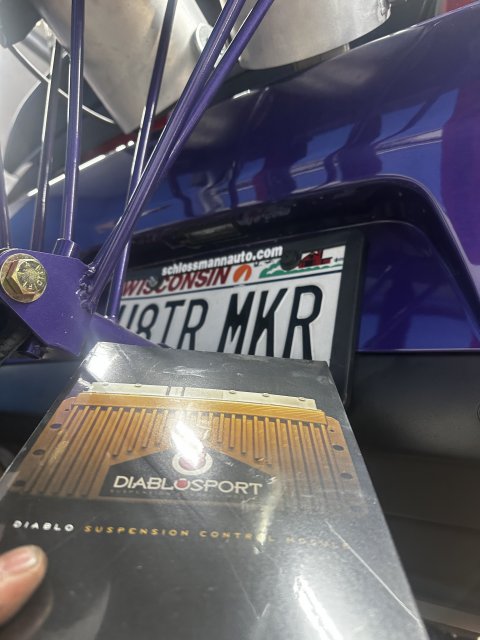 schlossmannauto.com
WISCONSIN
H8TR MKR
DIABLOSPORT
DIABLO SUSPENSION CONTROL MODULE